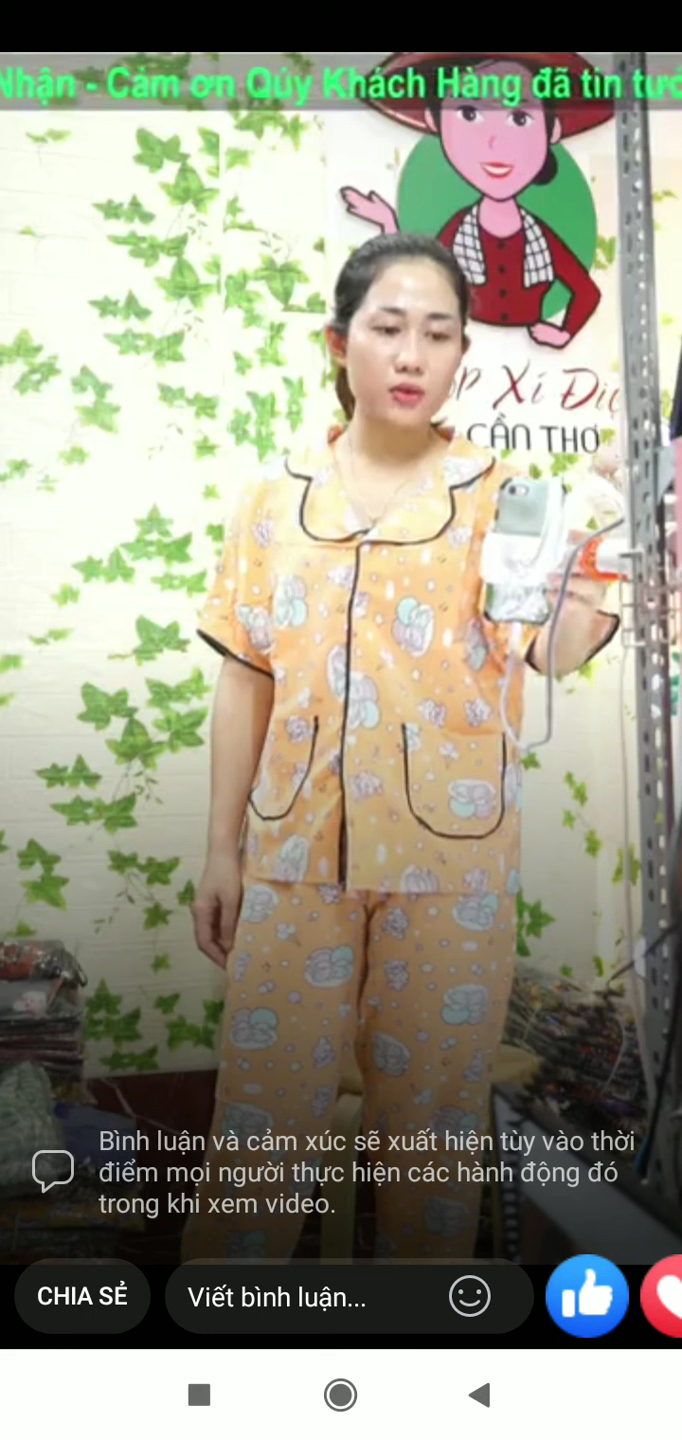 Nhận - Cảm ơn Qúy Khách Hàng đã tin
Xí
CẦN THƠ
Bình luận và cảm xúc sẽ xuất hiện tùy vào thời
điểm mọi người thực hiện các hành động đó
trong khi xem video.
CHIA SẺ
Viết bình luận...